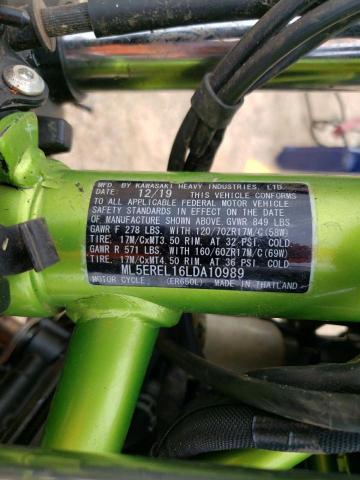 MFD. BY KAWASAKI HEAVY INDUSTRIES, LTD.
DATE: 12/19 THIS VEHICLE CONFORMS
TO ALL APPLICABLE FEDERAL MOTOR VEHICLE
SAFETY STANDARDS IN EFFECT ON THE DATE
OF MANUFACTURE SHOWN ABOVE. GVWR 849 LBS.
GAWR F 278 LBS. WITH 120/70ZR17M/C(58W)
TIRE. 17M/CxMT3.50 RIM. AT 32 PSI. COLD
GAWR R 571 LBS. WITH 160/60ZR17M/C(69W)
TIRE. 17M/CxMT4.50 RIM. AT 36 PSI. COLD
ML5EREL16LDA10989
MOTOR CYCLE. (ER650L) MADE IN THAILAND